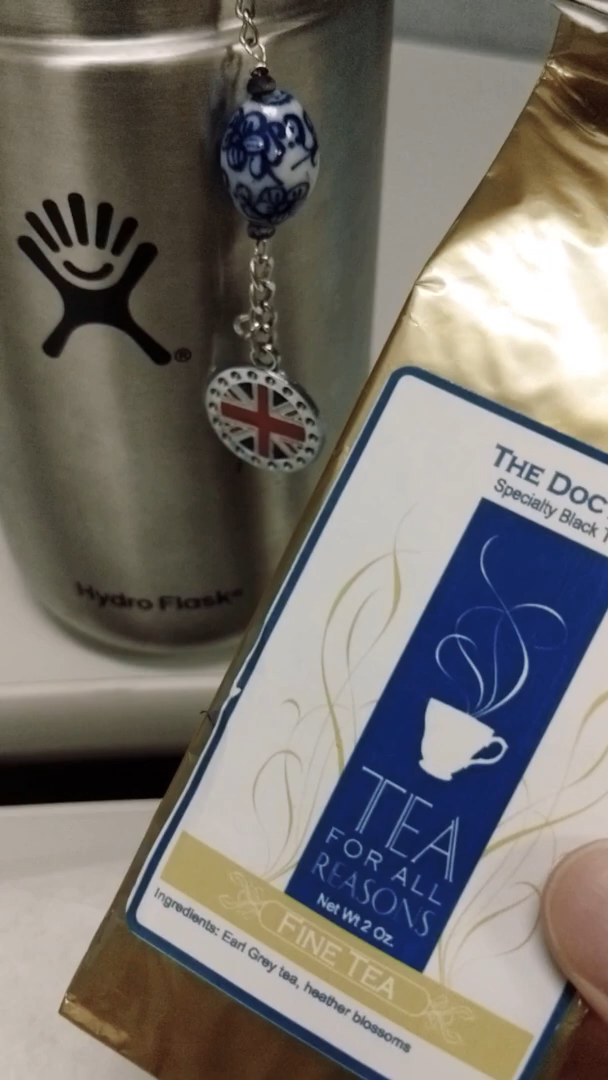 ®
Hydro Flask®
THE
Specialty Black
TEA
FOR ALL
REASONS
Net Wt 2 Oz.
FINE TEA
Ingredients: Earl Grey tea, heather blossoms